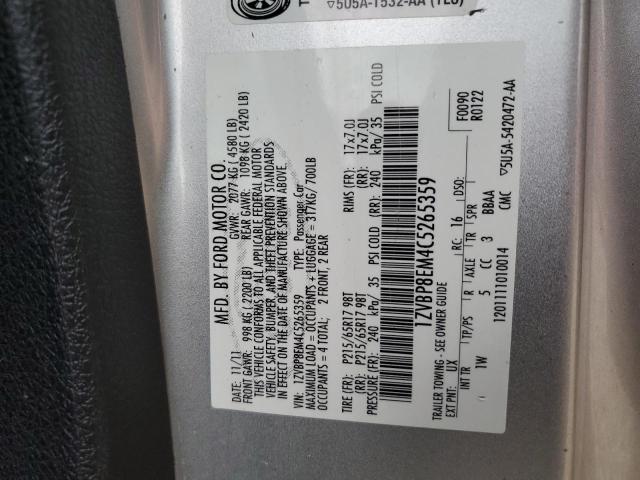 5U5A-1532-AA (TEG)
MFD. BY FORD MOTOR CO.
DATE: 11/11 GVWR: 2077 KG ( 4580 LB)
FRONT GAWR: 998 KG ( 2200 LB) REAR GAWR: 1098 KG ( 2420 LB)
THIS VEHICLE CONFORMS TO ALL APPLICABLE FEDERAL MOTOR
VEHICLE SAFETY, BUMPER, AND THEFT PREVENTION STANDARDS
IN EFFECT ON THE DATE OF MANUFACTURE SHOWN ABOVE.
VIN: 1ZVBP8EM4C5265359 TYPE: Passenger Car
MAXIMUM LOAD = OCCUPANTS + LUGGAGE = 317KG/ 700LB
OCCUPANTS = 4 TOTAL; 2 FRONT, 2 REAR
TIRE (FR): P215/65R17 98T RIMS (FR): 17x7.0J
(RR): P215/65R17 98T (RR): 17x7.0J
PRESSURE (FR): 240 kPa/ 35 PSI COLD (RR): 240 kPa/ 35 PSI COLD
1ZVBP8EM4C5265359
TRAILER TOWING - SEE OWNER GUIDE
F0090
EXT PNT: UX RC: 16 DSO: R0122
INT TR TP/PS R AXLE TR SPR
1W 5 CC 3 BBAA
1201111010014 CMC 5U5A-5420472-AA